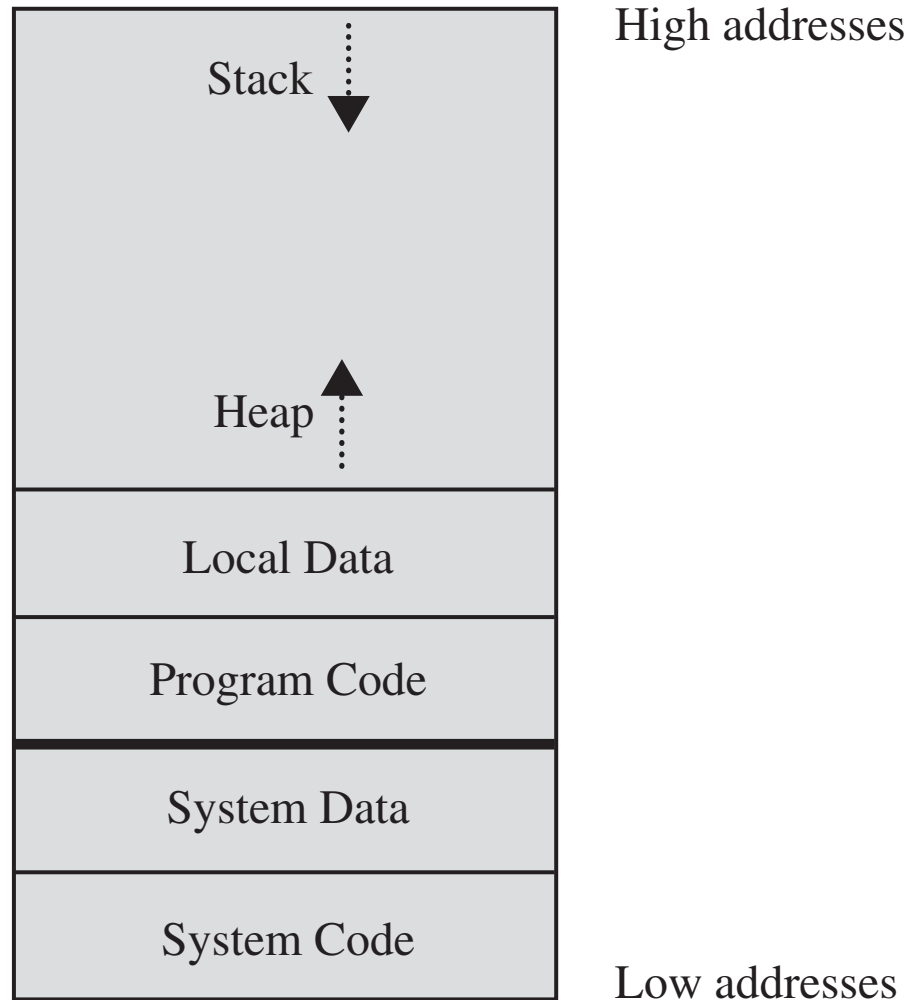 High addresses
Stack
Heap
Local Data
Program Code
System Data
System Code
Low addresses